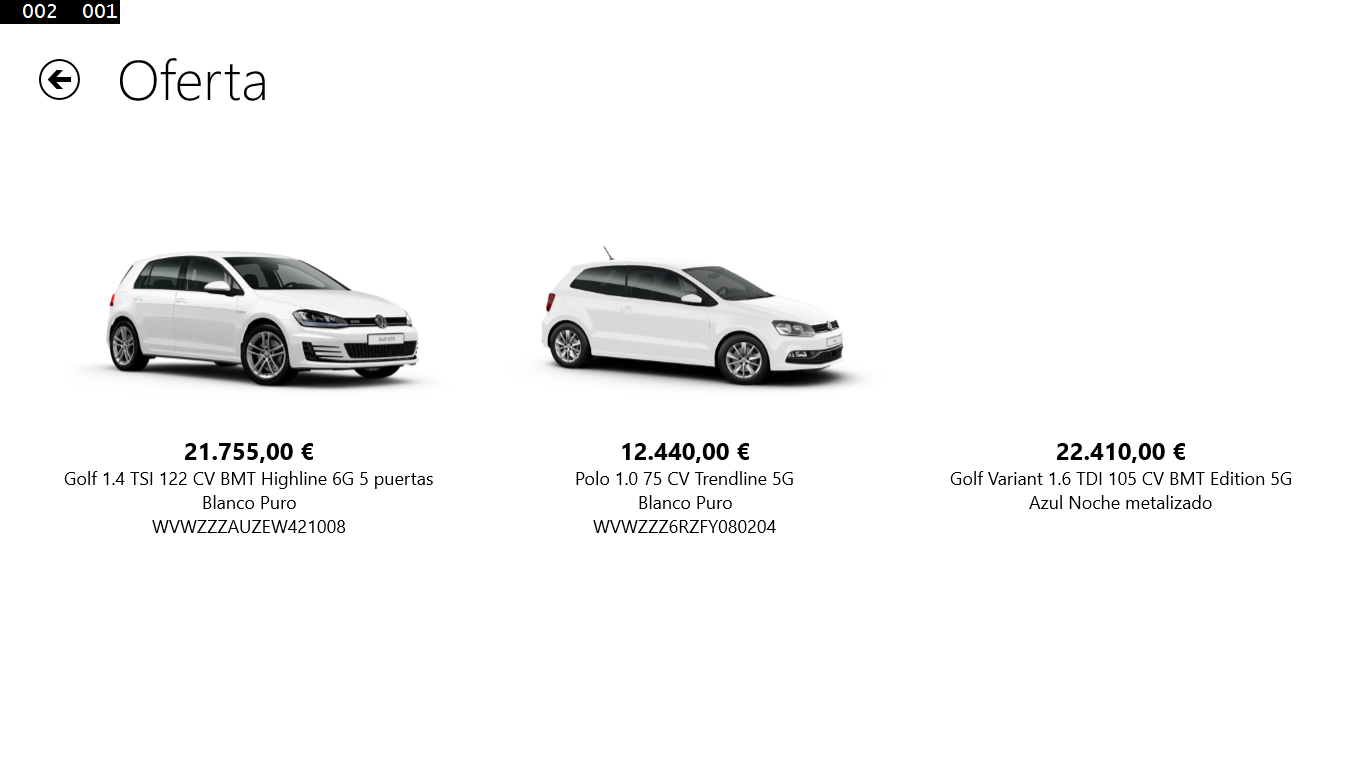 002 001
Oferta
21.755,00 €
Golf 1.4 TSI 122 CV BMT Highline 6G 5 puertas
Blanco Puro
WVWZZZAUZEW421008
12.440,00 €
Polo 1.0 75 CV Trendline 5G
Blanco Puro
WVWZZZ6RZFY080204
22.410,00 €
Golf Variant 1.6 TDI 105 CV BMT Edition 5G
Azul Noche metalizado